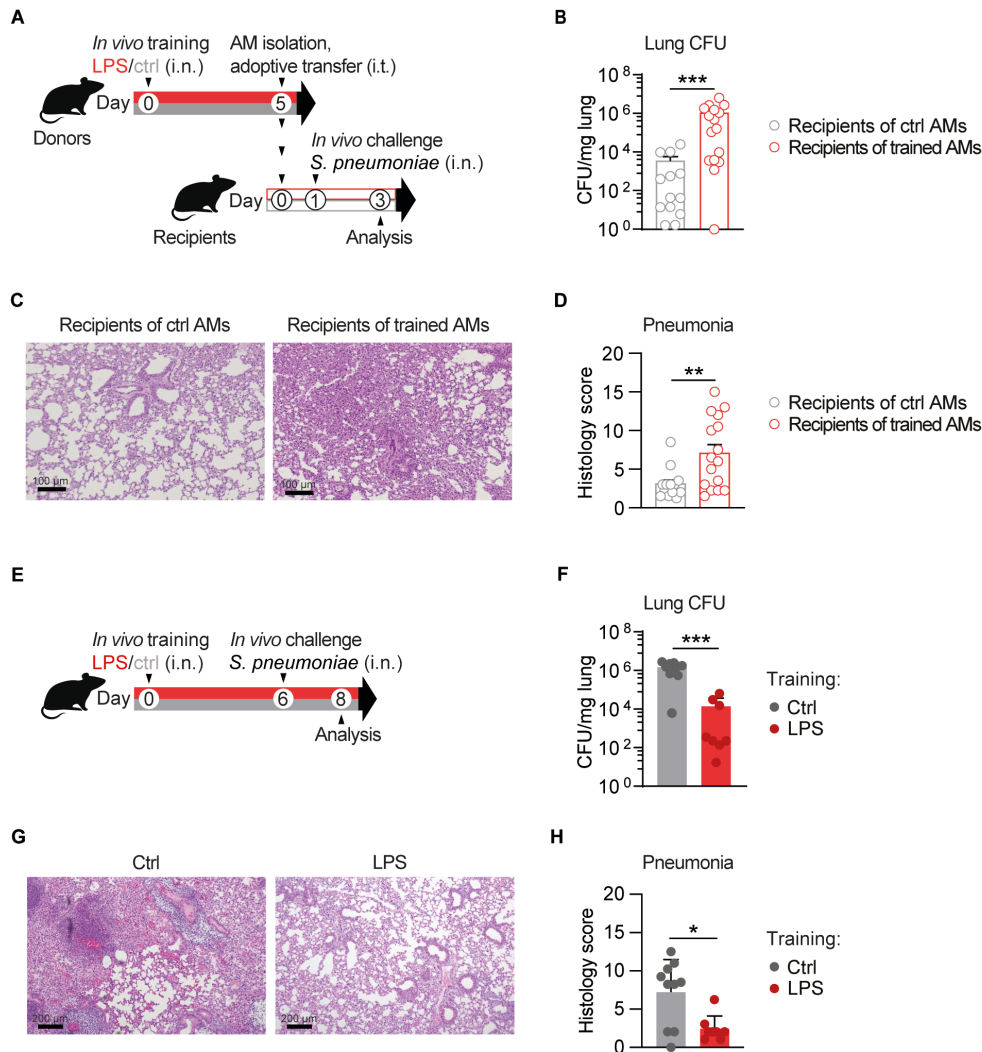 A
In vivo training
LPS/ctrl (i.n.)
AM isolation,
adoptive transfer (i.t.)
Day 0 5
Donors
In vivo challenge
S. pneumoniae (i.n.)
Day 0 1 3
Recipients
Analysis
B
Lung CFU
***
CFU/mg lung
10^8
10^6
10^4
10^2
10^0
Recipients of ctrl AMs
Recipients of trained AMs
C
Recipients of ctrl AMs
Recipients of trained AMs
100 µm
100 µm
D
Pneumonia
**
Histology score
20
15
10
5
0
Recipients of ctrl AMs
Recipients of trained AMs
E
In vivo training
LPS/ctrl (i.n.)
In vivo challenge
S. pneumoniae (i.n.)
Day 0 6 8
Analysis
F
Lung CFU
***
CFU/mg lung
10^8
10^6
10^4
10^2
10^0
Training:
Ctrl
LPS
G
Ctrl
LPS
200 µm
200 µm
H
Pneumonia
*
Histology score
20
15
10
5
0
Training:
Ctrl
LPS